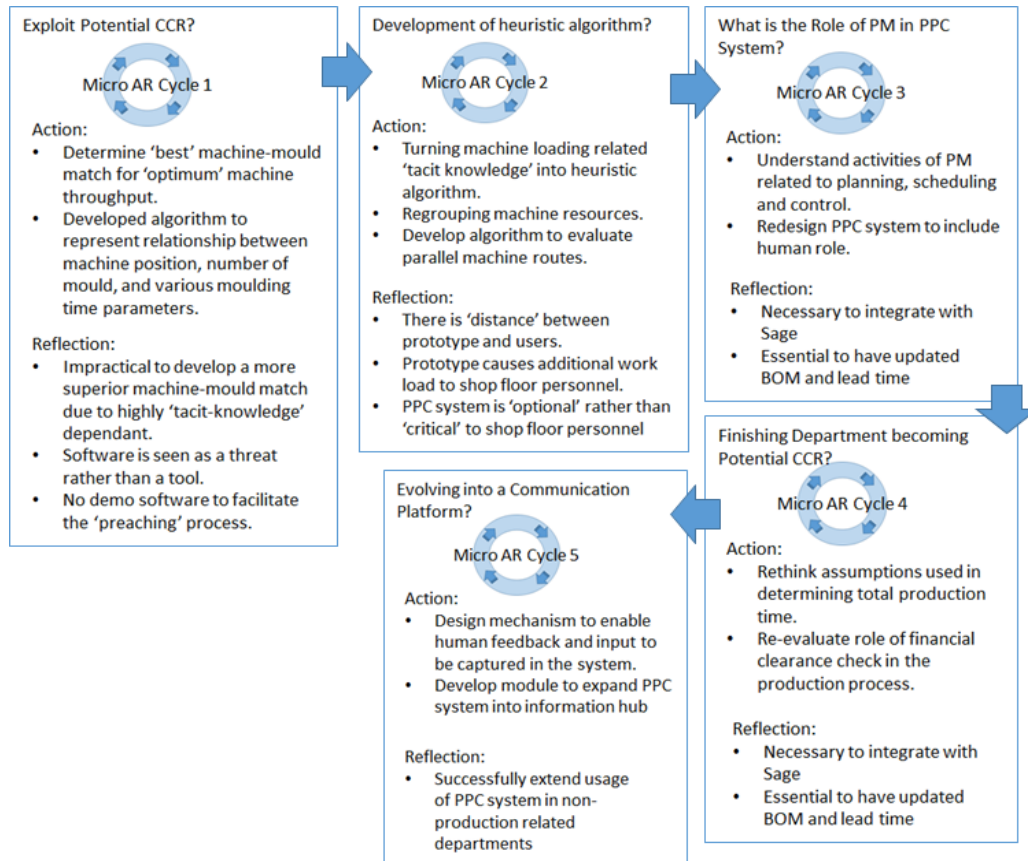 Exploit Potential CCR?
Micro AR Cycle 1
Action:
• Determine ‘best’ machine-mould
match for ‘optimum’ machine
throughput.
• Developed algorithm to
represent relationship between
machine position, number of
mould, and various moulding
time parameters.
Reflection:
• Impractical to develop a more
superior machine-mould match
due to highly ‘tacit-knowledge’
dependant.
• Software is seen as a threat
rather than a tool.
• No demo software to facilitate
the ‘preaching’ process.
Development of heuristic algorithm?
Micro AR Cycle 2
Action:
• Turning machine loading related
‘tacit knowledge’ into heuristic
algorithm.
• Regrouping machine resources.
• Develop algorithm to evaluate
parallel machine routes.
Reflection:
• There is ‘distance’ between
prototype and users.
• Prototype causes additional work
load to shop floor personnel.
• PPC system is ‘optional’ rather than
‘critical’ to shop floor personnel
What is the Role of PM in PPC
System?
Micro AR Cycle 3
Action:
• Understand activities of PM
related to planning, scheduling
and control.
• Redesign PPC system to include
human role.
Reflection:
• Necessary to integrate with
Sage
• Essential to have updated
BOM and lead time
Finishing Department becoming
Potential CCR?
Micro AR Cycle 4
Action:
• Rethink assumptions used in
determining total production
time.
• Re-evaluate role of financial
clearance check in the
production process.
Reflection:
• Necessary to integrate with
Sage
• Essential to have updated
BOM and lead time
Evolving into a Communication
Platform?
Micro AR Cycle 5
Action:
• Design mechanism to enable
human feedback and input to
be captured in the system.
• Develop module to expand PPC
system into information hub
Reflection:
• Successfully extend usage
of PPC system in non-
production related
departments